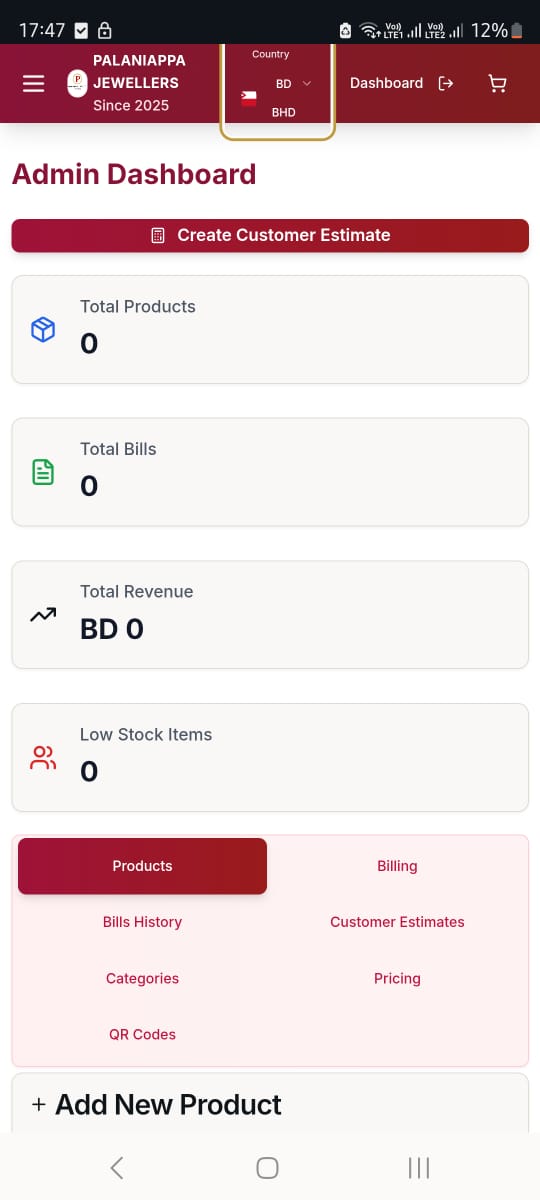 17:47 Vo)) LTE1 Vo)) LTE2 12%
PALANIAPPA
JEWELLERS
Since 2025
Country
BD
BHD
Dashboard
Admin Dashboard
Create Customer Estimate
Total Products
0
Total Bills
0
Total Revenue
BD 0
Low Stock Items
0
Products
Billing
Bills History
Customer Estimates
Categories
Pricing
QR Codes
+ Add New Product